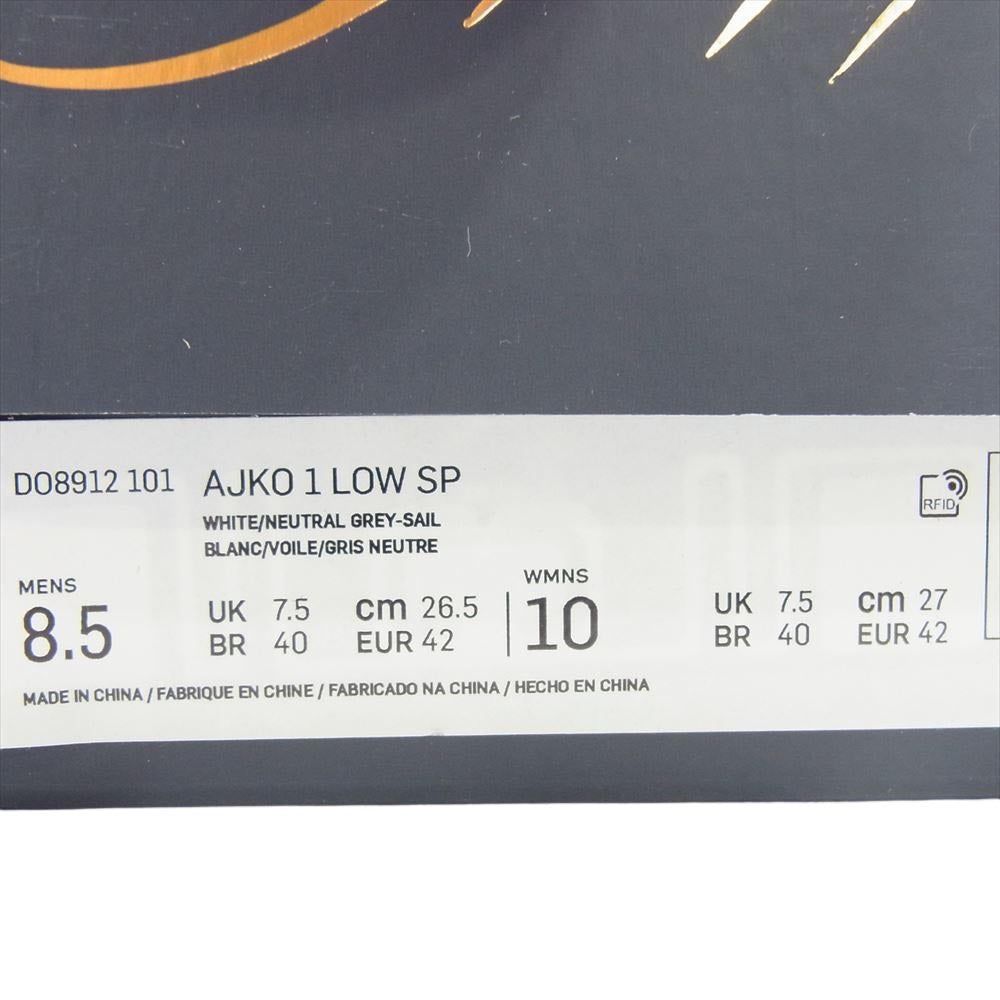 DO8912 101 AJKO 1 LOW SP
RFID
WHITE/NEUTRAL GREY-SAIL
BLANC/VOILE/GRIS NEUTRE
MENS
8.5
UK 7.5 cm 26.5
BR 40 EUR 42
WMNS
10
UK 7.5 cm 27
BR 40 EUR 42
MADE IN CHINA / FABRIQUE EN CHINE / FABRICADO NA CHINA / HECHO EN CHINA